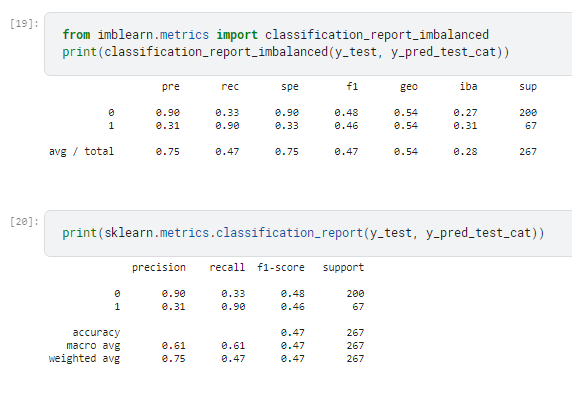 [19]:
from imblearn.metrics import classification_report_imbalanced
print(classification_report_imbalanced(y_test, y_pred_test_cat))
pre rec spe f1 geo iba sup
0 0.90 0.33 0.90 0.48 0.54 0.27 200
1 0.31 0.90 0.33 0.46 0.54 0.31 67
avg / total 0.75 0.47 0.75 0.47 0.54 0.28 267
[20]:
print(sklearn.metrics.classification_report(y_test, y_pred_test_cat))
precision recall f1-score support
0 0.90 0.33 0.48 200
1 0.31 0.90 0.46 67
accuracy 0.47 267
macro avg 0.61 0.61 0.47 267
weighted avg 0.75 0.47 0.47 267